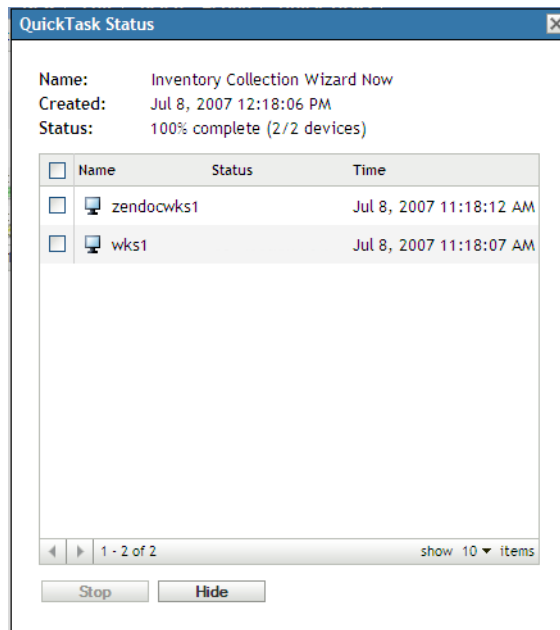 QuickTask Status
Name: Inventory Collection Wizard Now
Created: Jul 8, 2007 12:18:06 PM
Status: 100% complete (2/2 devices)
Name Status Time
zendocwks1 Jul 8, 2007 11:18:12 AM
wks1 Jul 8, 2007 11:18:07 AM
1 - 2 of 2 show 10 items
Stop Hide